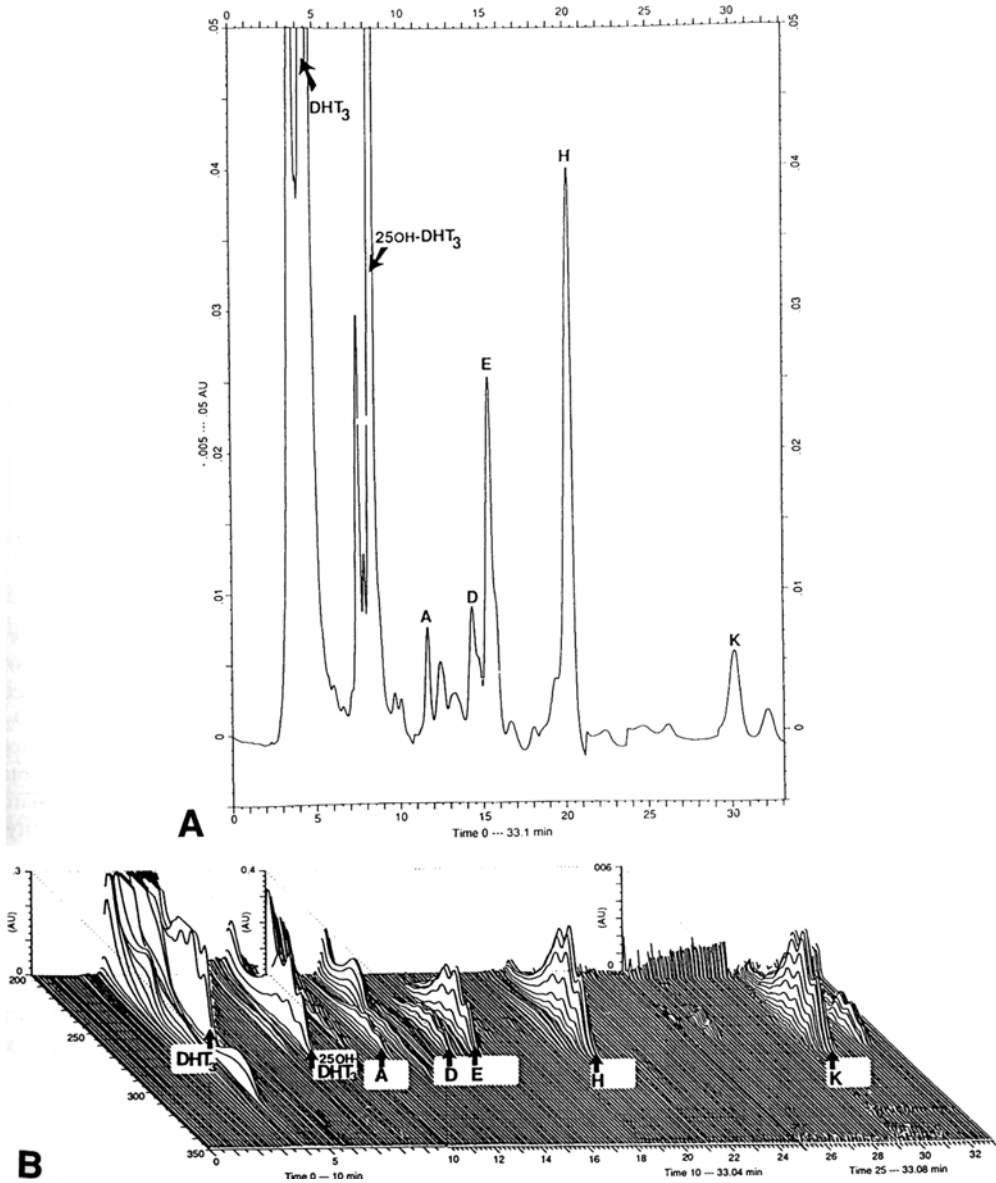 0 5 10 15 20 25 30
.05 .05
DHT3
.04 .04
H
25OH-DHT3
.03 .03
E
- .005 --- .05 AU
.02 .02
.01 .01
A D
K
0 0
0 5 10 15 20 25 30
A
Time 0 --- 33.1 min
.3 0.4 006
(AU) (AU) (AU)
0 0 0
200
250
DHT3 25OH-DHT3 A D E H K
300
B
350
0 5 10 12 14 16 18 20 21 22 24 25 26 27 28 30 32
Time 0 --- 10 min Time 10 --- 33.04 min Time 25 --- 33.08 min